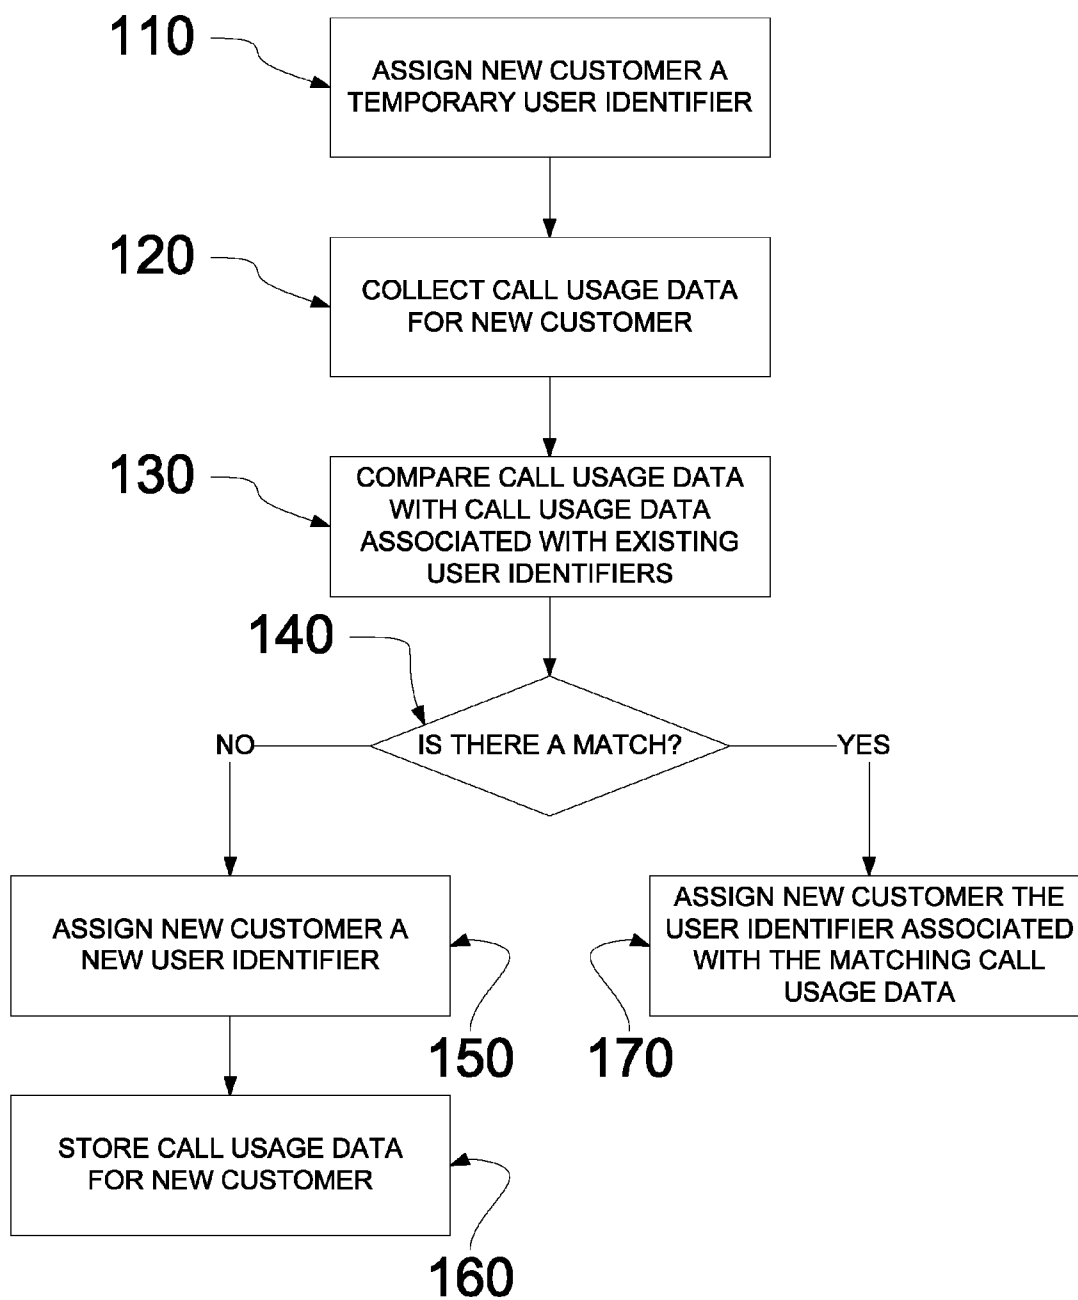 110
ASSIGN NEW CUSTOMER A
TEMPORARY USER IDENTIFIER
120
COLLECT CALL USAGE DATA
FOR NEW CUSTOMER
130
COMPARE CALL USAGE DATA
WITH CALL USAGE DATA
ASSOCIATED WITH EXISTING
USER IDENTIFIERS
140
IS THERE A MATCH?
NO
YES
ASSIGN NEW CUSTOMER A
NEW USER IDENTIFIER
150
ASSIGN NEW CUSTOMER THE
USER IDENTIFIER ASSOCIATED
WITH THE MATCHING CALL
USAGE DATA
170
STORE CALL USAGE DATA
FOR NEW CUSTOMER
160